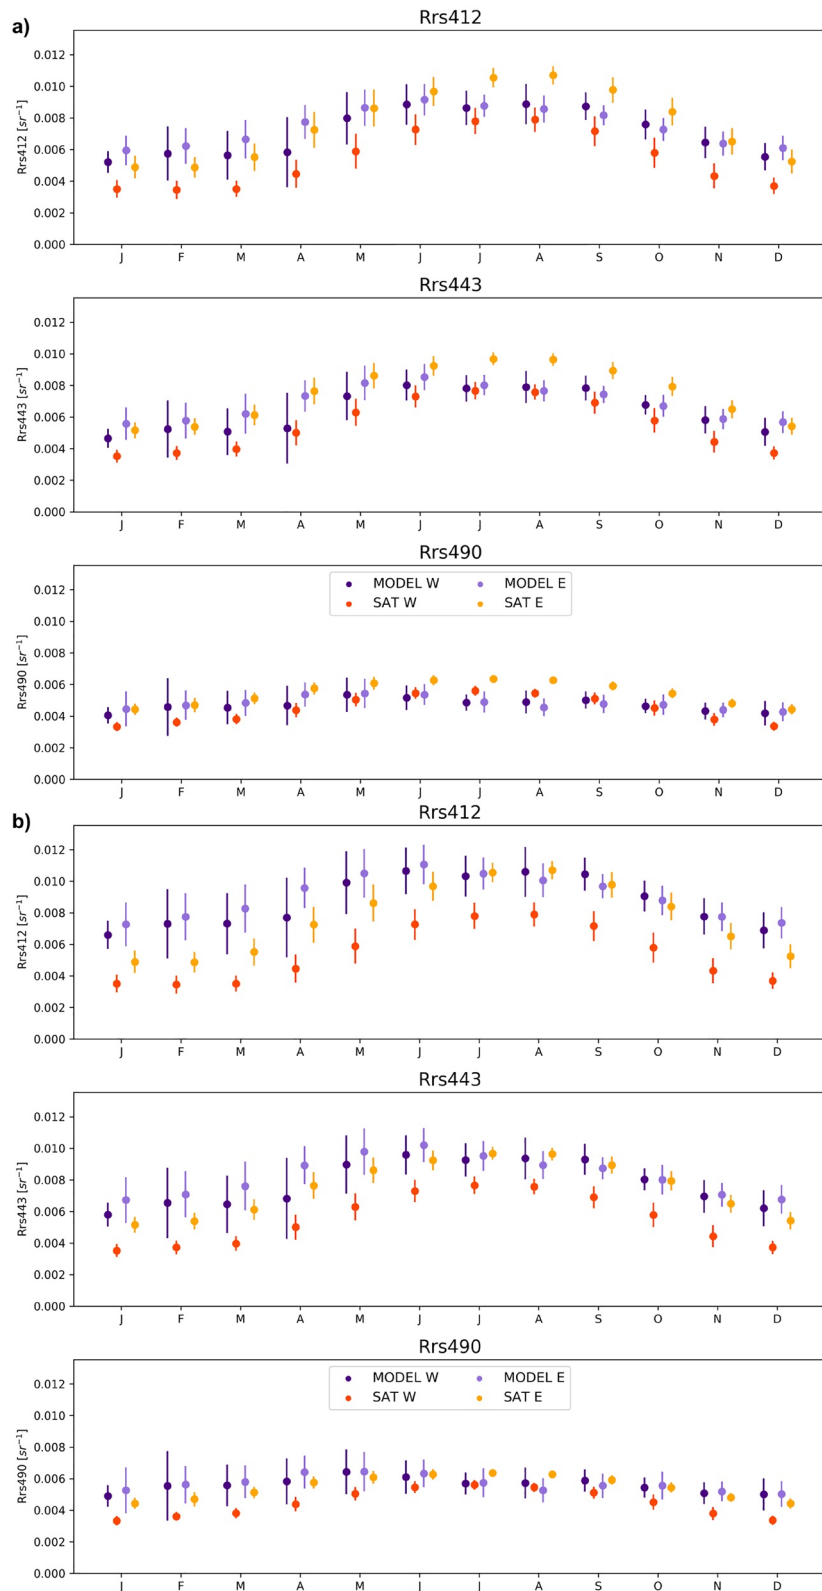 a)
Rrs412
Rrs412 [sr⁻¹]
0.012
0.010
0.008
0.006
0.004
0.002
0.000
J F M A M J J A S O N D
Rrs443
Rrs443 [sr⁻¹]
0.012
0.010
0.008
0.006
0.004
0.002
0.000
J F M A M J J A S O N D
Rrs490
MODEL W MODEL E
SAT W SAT E
Rrs490 [sr⁻¹]
0.012
0.010
0.008
0.006
0.004
0.002
0.000
J F M A M J J A S O N D
b)
Rrs412
Rrs412 [sr⁻¹]
0.012
0.010
0.008
0.006
0.004
0.002
0.000
J F M A M J J A S O N D
Rrs443
Rrs443 [sr⁻¹]
0.012
0.010
0.008
0.006
0.004
0.002
0.000
J F M A M J J A S O N D
Rrs490
MODEL W MODEL E
SAT W SAT E
Rrs490 [sr⁻¹]
0.012
0.010
0.008
0.006
0.004
0.002
0.000
J F M A M J J A S O N D